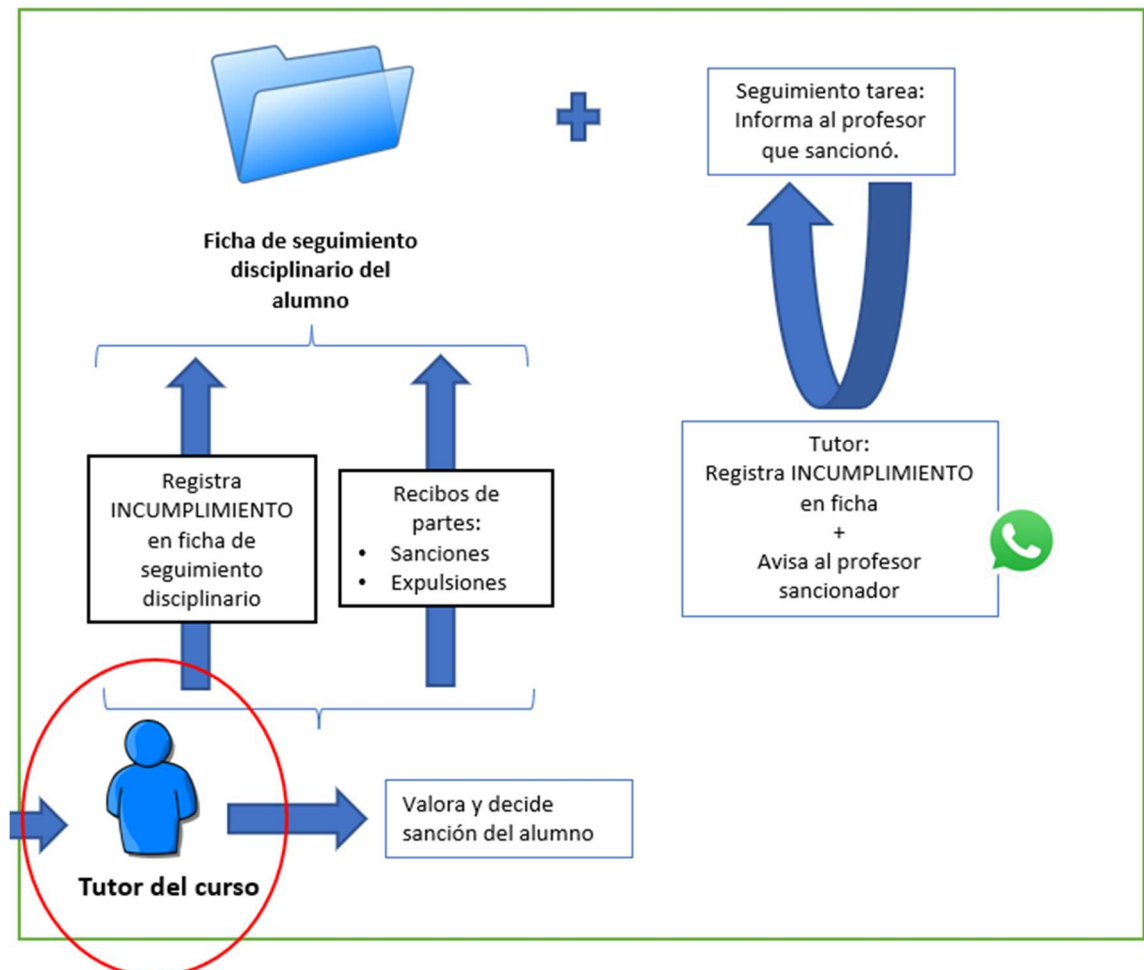 Seguimiento tarea:
Informa al profesor
que sancionó.
Ficha de seguimiento
disciplinario del
alumno
Registra
INCUMPLIMIENTO
en ficha de
seguimiento
disciplinario
Recibos de
partes:
• Sanciones
• Expulsiones
Tutor:
Registra INCUMPLIMIENTO
en ficha
+
Avisa al profesor
sancionador
Valora y decide
sanción del alumno
Tutor del curso